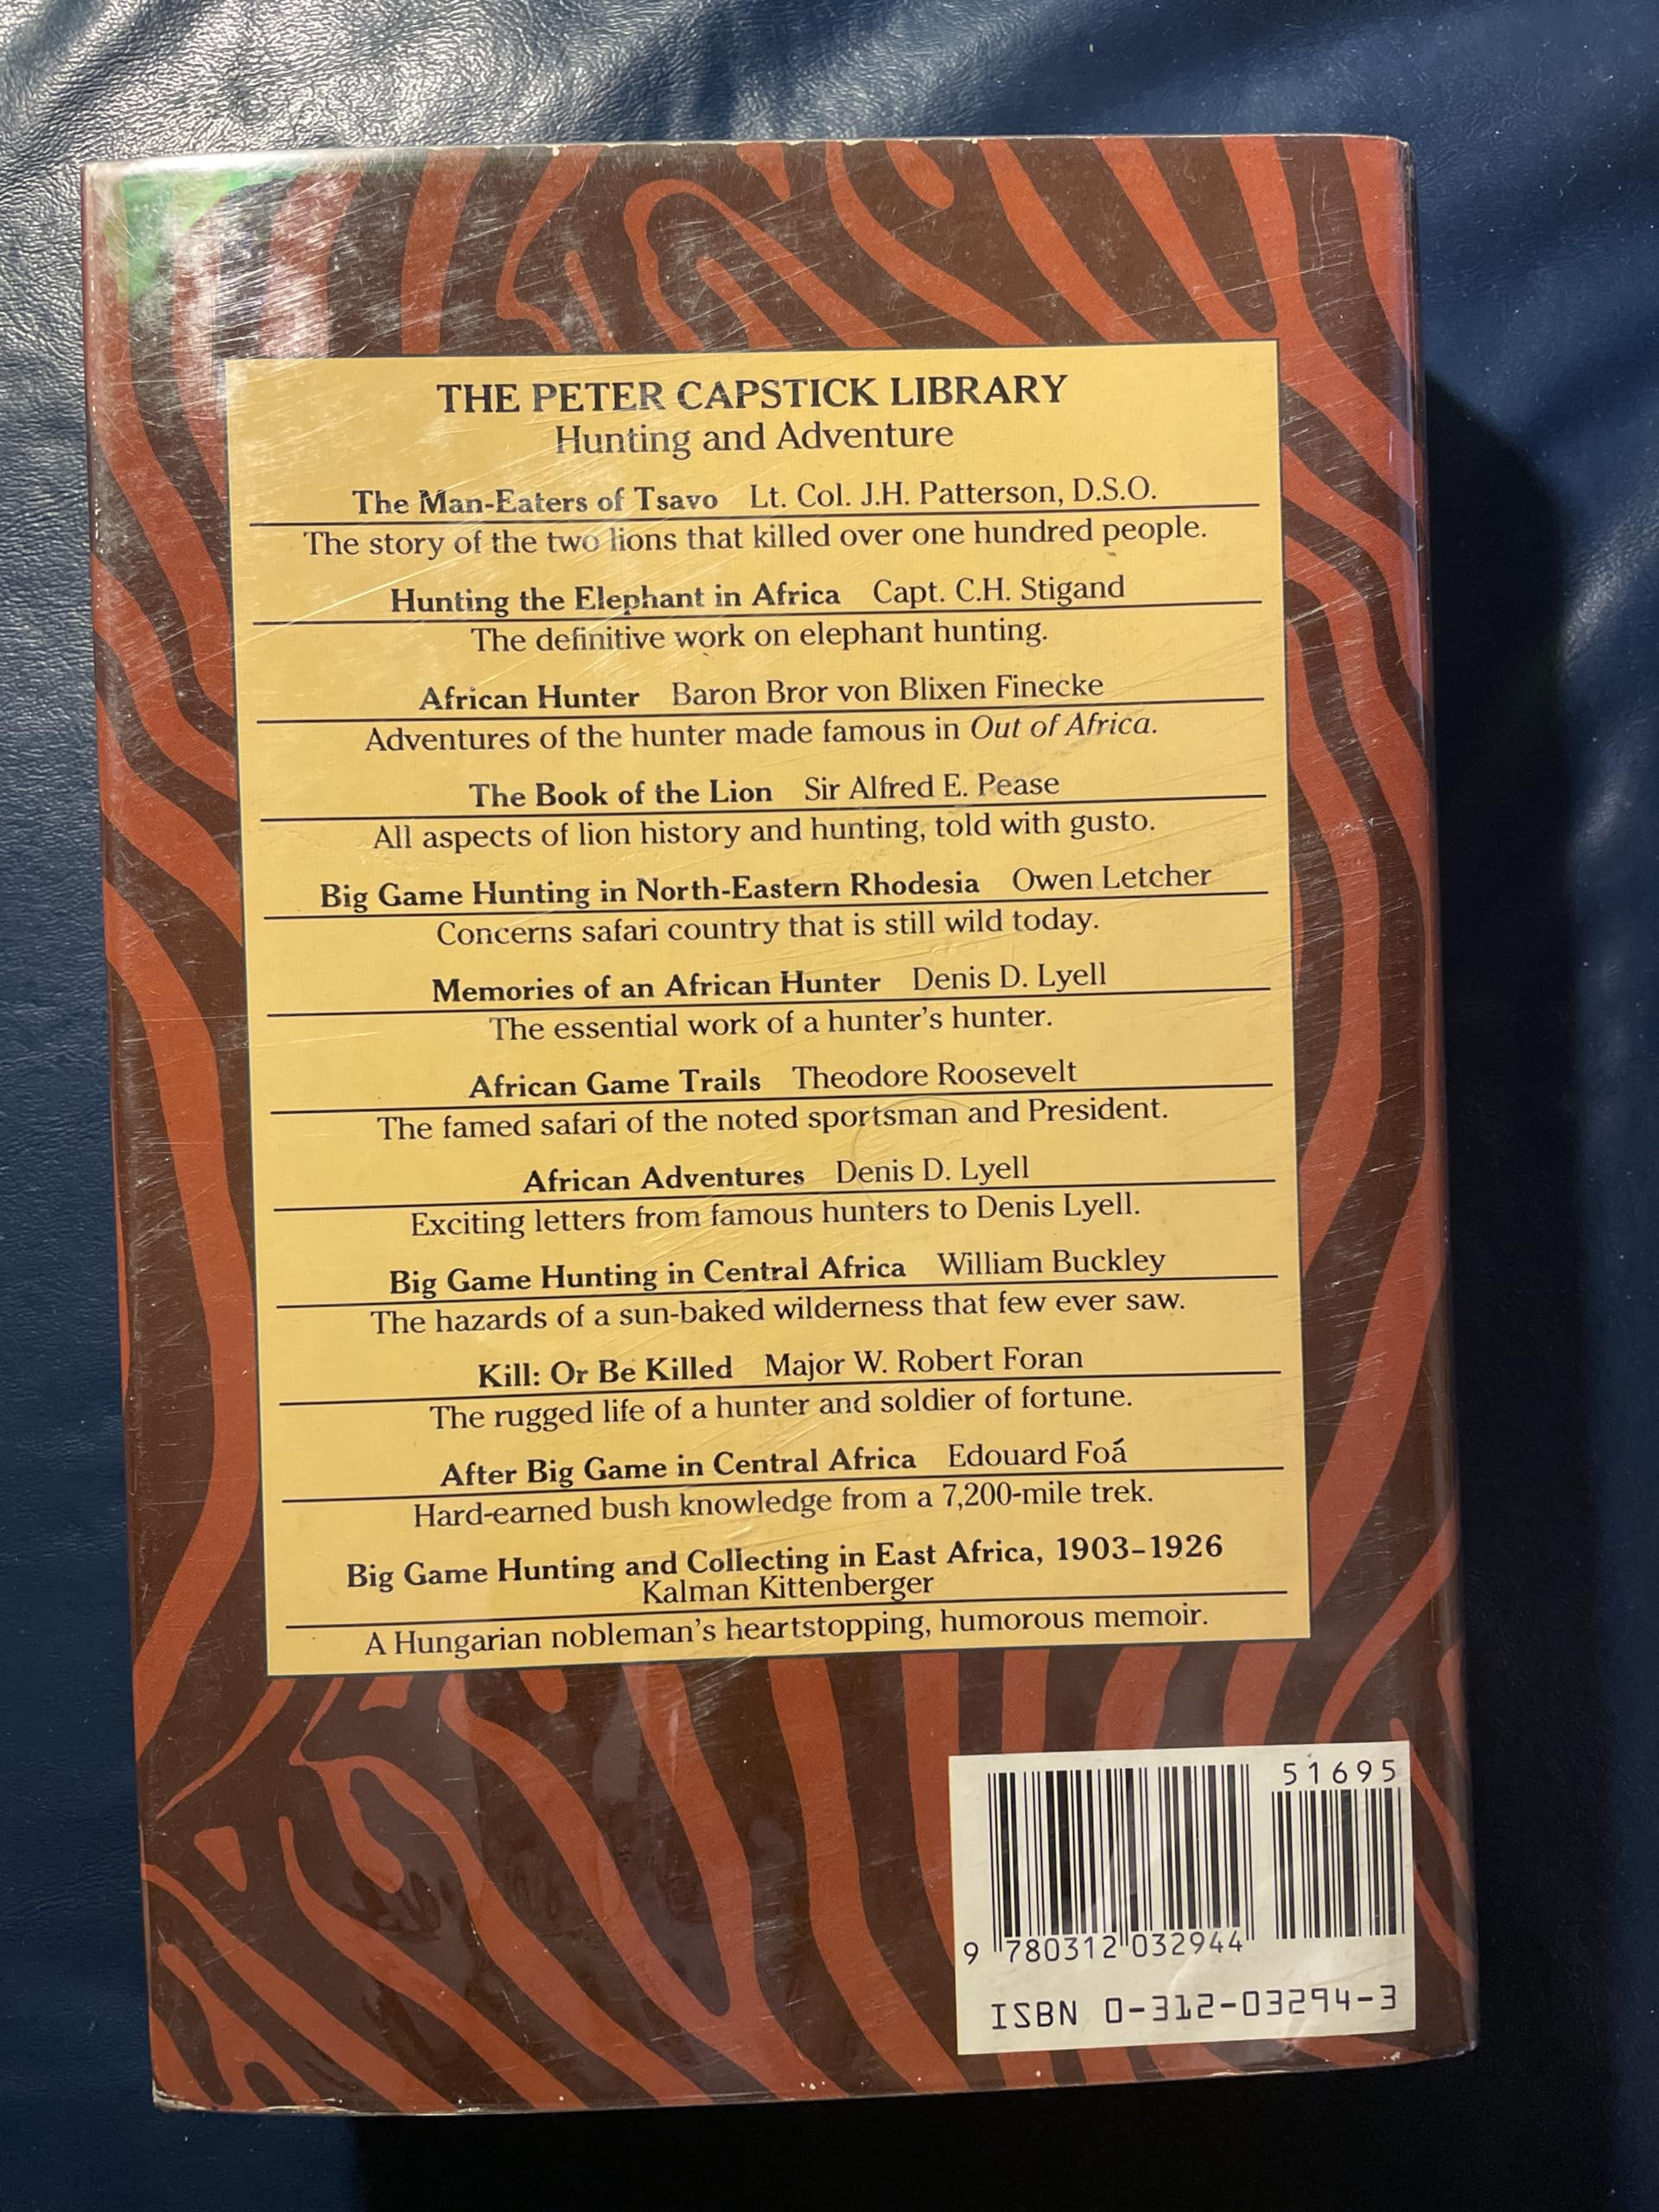 THE PETER CAPSTICK LIBRARY
Hunting and Adventure
The Man-Eaters of Tsavo Lt. Col. J.H. Patterson, D.S.O.
The story of the two lions that killed over one hundred people.
Hunting the Elephant in Africa Capt. C.H. Stigand
The definitive work on elephant hunting.
African Hunter Baron Bror von Blixen Finecke
Adventures of the hunter made famous in Out of Africa.
The Book of the Lion Sir Alfred E. Pease
All aspects of lion history and hunting, told with gusto.
Big Game Hunting in North-Eastern Rhodesia Owen Letcher
Concerns safari country that is still wild today.
Memories of an African Hunter Denis D. Lyell
The essential work of a hunter's hunter.
African Game Trails Theodore Roosevelt
The famed safari of the noted sportsman and President.
African Adventures Denis D. Lyell
Exciting letters from famous hunters to Denis Lyell.
Big Game Hunting in Central Africa William Buckley
The hazards of a sun-baked wilderness that few ever saw.
Kill: Or Be Killed Major W. Robert Foran
The rugged life of a hunter and soldier of fortune.
After Big Game in Central Africa Edouard Foá
Hard-earned bush knowledge from a 7,200-mile trek.
Big Game Hunting and Collecting in East Africa, 1903–1926
Kalman Kittenberger
A Hungarian nobleman's heartstopping, humorous memoir.
51695
9 780312 032944
ISBN 0-312-03294-3